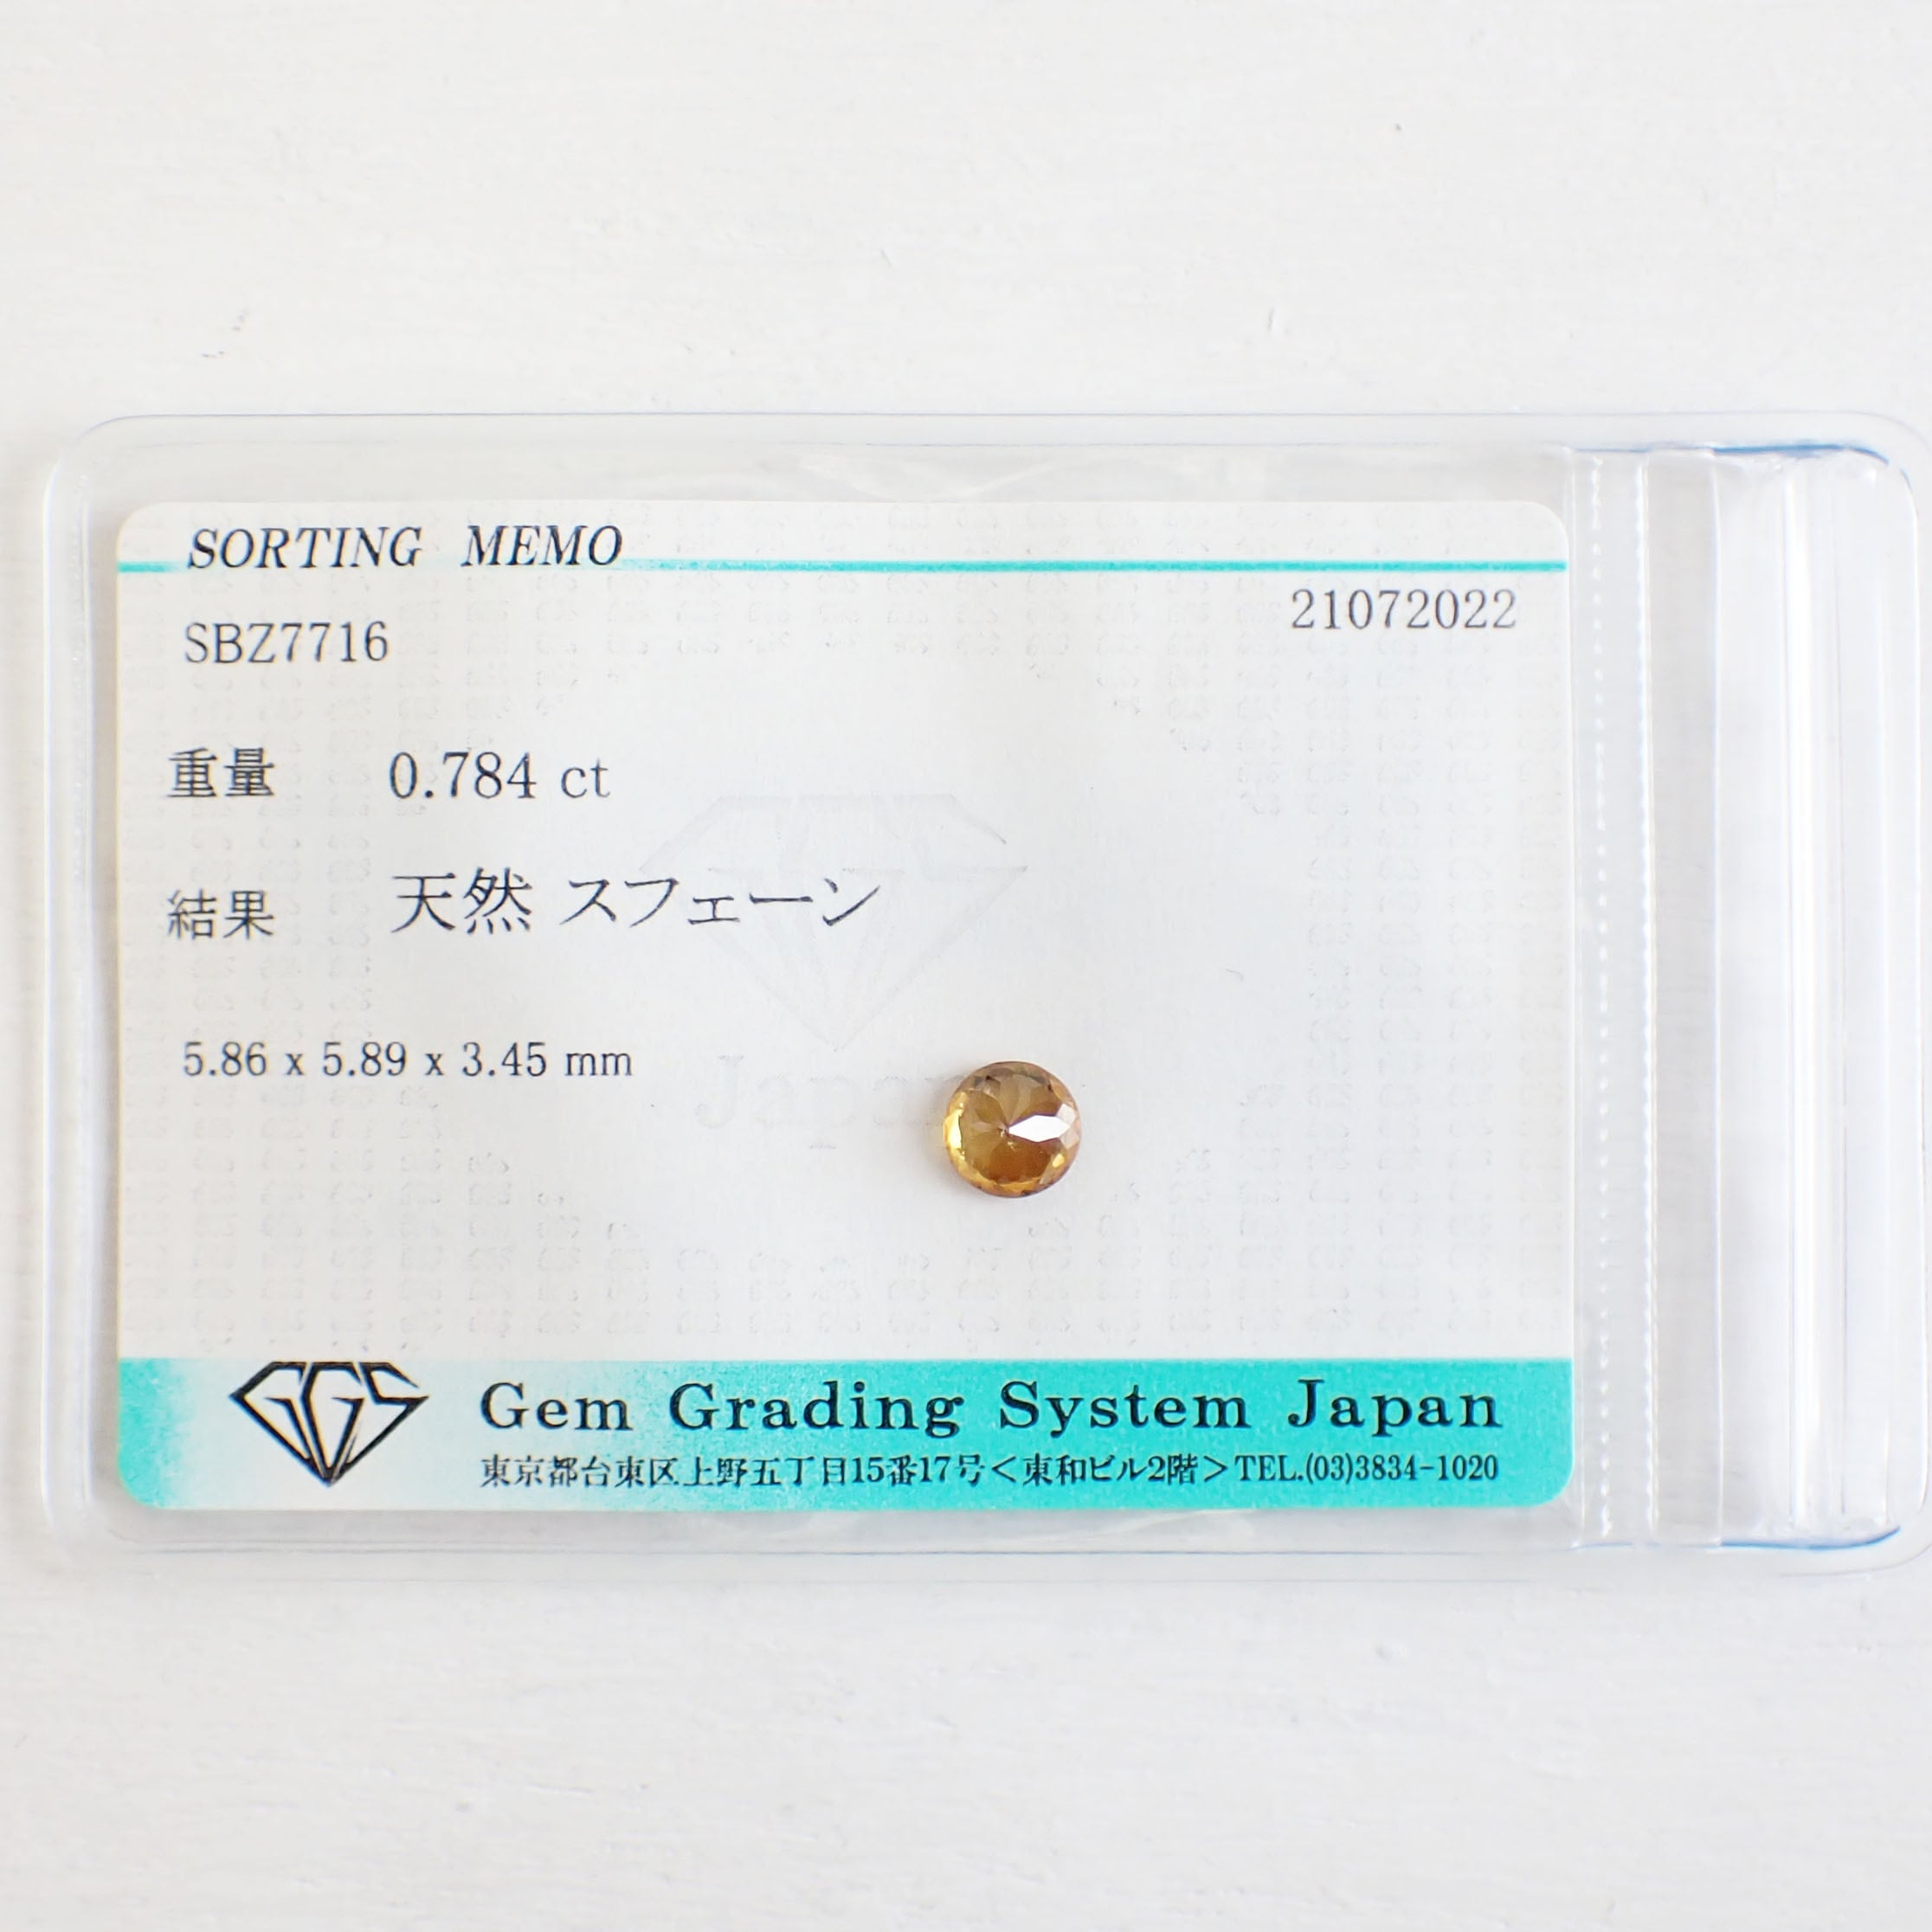 SORTING MEMO
21072022
SBZ7716
重量 0.784 ct
結果 天然 スフェーン
5.86 x 5.89 x 3.45 mm
GGS
Gem Grading System Japan
東京都台東区上野五丁目15番17号＜東和ビル2階＞TEL.(03)3834-1020